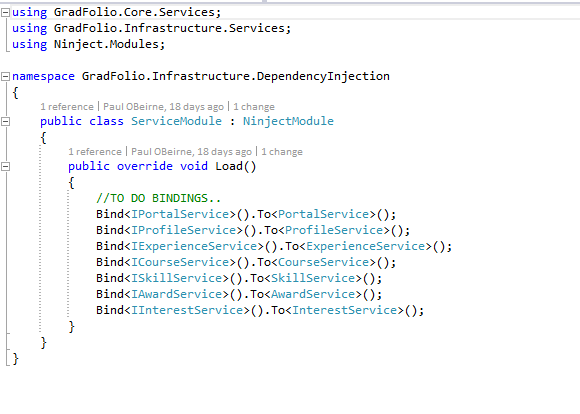 using GradFolio.Core.Services;
using GradFolio.Infrastructure.Services;
using Ninject.Modules;
namespace GradFolio.Infrastructure.DependencyInjection
{
1 reference | Paul OBeirne, 18 days ago | 1 change
public class ServiceModule : NinjectModule
{
1 reference | Paul OBeirne, 18 days ago | 1 change
public override void Load()
{
//TO DO BINDINGS..
Bind<IPortalService>().To<PortalService>();
Bind<IProfileService>().To<ProfileService>();
Bind<IExperienceService>().To<ExperienceService>();
Bind<ICourseService>().To<CourseService>();
Bind<ISkillService>().To<SkillService>();
Bind<IAwardService>().To<AwardService>();
Bind<IInterestService>().To<InterestService>();
}
}
}